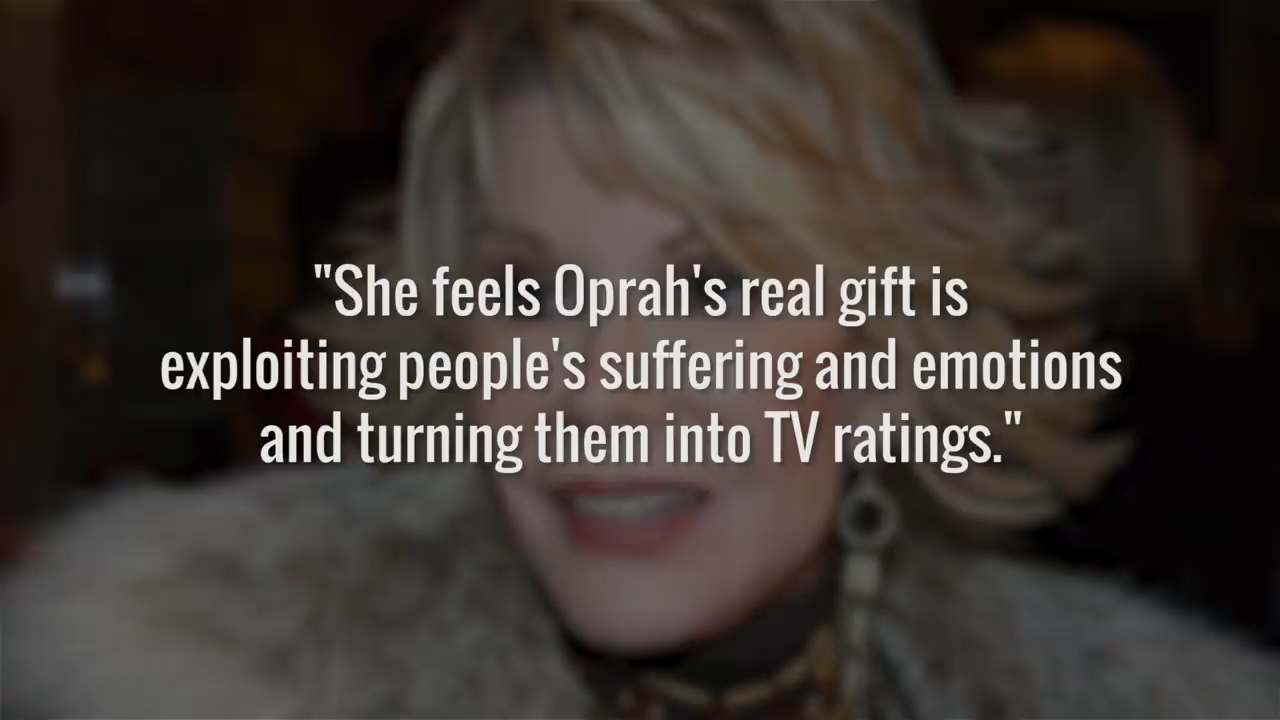 "She feels Oprah's real gift is
exploiting people's suffering and emotions
and turning them into TV ratings."